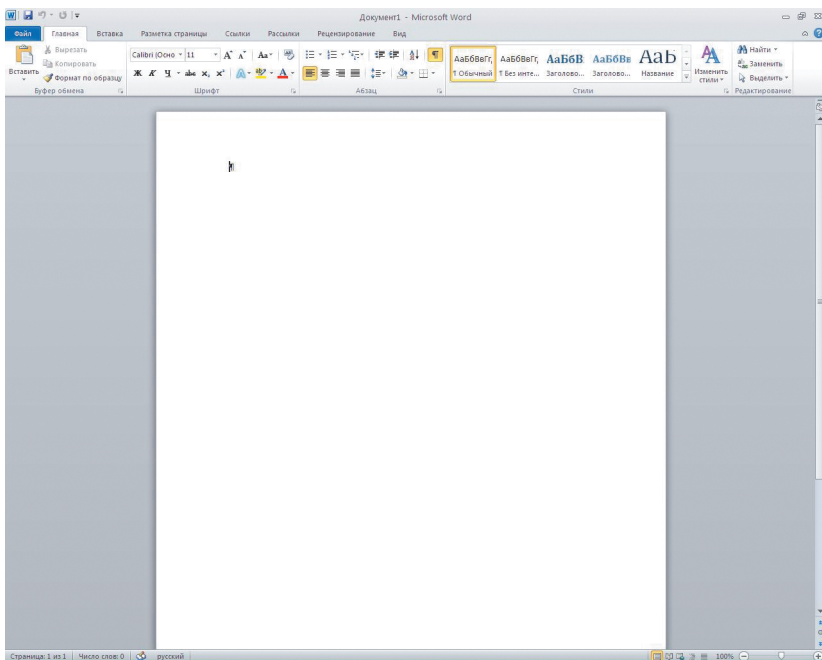 Документ1 - Microsoft Word
Файл Главная Вставка Разметка страницы Ссылки Рассылки Рецензирование Вид
Вставить
Вырезать
Копировать
Формат по образцу
Буфер обмена
Calibri (Осно 11
Ж К Ч abc x, x²
Шрифт
Абзац
АаБбВвГг, АаБбВвГг, АаБбВ АаБбВв АаЬ
¶ Обычный ¶ Без инте... Заголово... Заголово... Название
Изменить стили
Стили
Найти
Заменить
Выделить
Редактирование
¶
Страница: 1 из 1 Число слов: 0 русский 100%